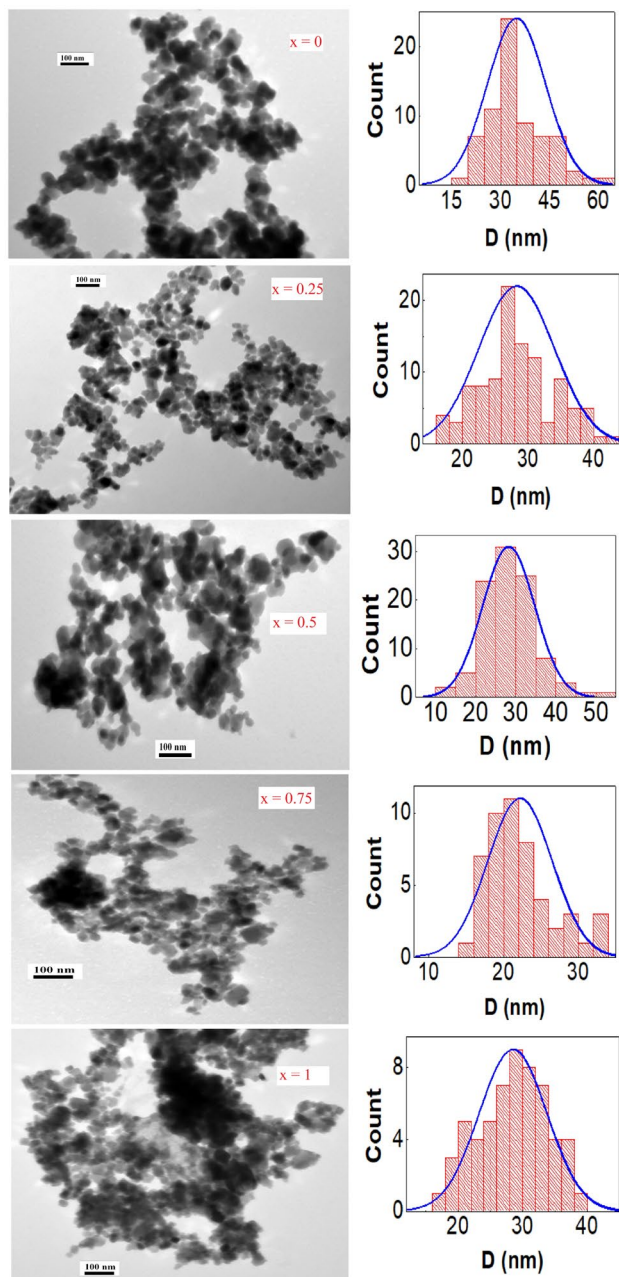 100 nm
x = 0
20
10
0
Count
15 30 45 60
D (nm)
100 nm
x = 0.25
20
10
0
Count
20 30 40
D (nm)
x = 0.5
100 nm
30
20
10
0
Count
10 20 30 40 50
D (nm)
x = 0.75
100 nm
10
5
0
Count
10 20 30
D (nm)
x = 1
100 nm
8
4
0
Count
20 30 40
D (nm)